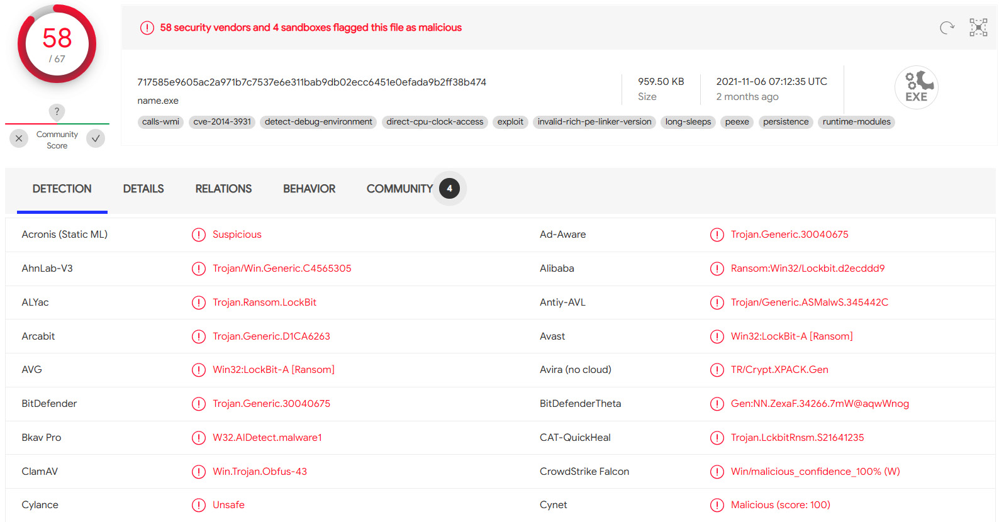 58
/ 67
?
Community
Score
58 security vendors and 4 sandboxes flagged this file as malicious
717585e9605ac2a971b7c7537e6e311bab9db02ecc6451e0efada9b2ff38b474
name.exe
959.50 KB
Size
2021-11-06 07:12:35 UTC
2 months ago
EXE
calls-wmi cve-2014-3931 detect-debug-environment direct-cpu-clock-access exploit invalid-rich-pe-linker-version long-sleeps peexe persistence runtime-modules
DETECTION DETAILS RELATIONS BEHAVIOR COMMUNITY 4
Acronis (Static ML) Suspicious Ad-Aware Trojan.Generic.30040675
AhnLab-V3 Trojan/Win.Generic.C4565305 Alibaba Ransom:Win32/Lockbit.d2ecddd9
ALYac Trojan.Ransom.LockBit Antiy-AVL Trojan/Generic.ASMalwS.345442C
Arcabit Trojan.Generic.D1CA6263 Avast Win32:LockBit-A [Ransom]
AVG Win32:LockBit-A [Ransom] Avira (no cloud) TR/Crypt.XPACK.Gen
BitDefender Trojan.Generic.30040675 BitDefenderTheta Gen:NN.ZexaF.34266.7mW@aqwWnog
Bkav Pro W32.AIDetect.malware1 CAT-QuickHeal Trojan.LckbitRnsm.S21641235
ClamAV Win.Trojan.Obfus-43 CrowdStrike Falcon Win/malicious_confidence_100% (W)
Cylance Unsafe Cynet Malicious (score: 100)